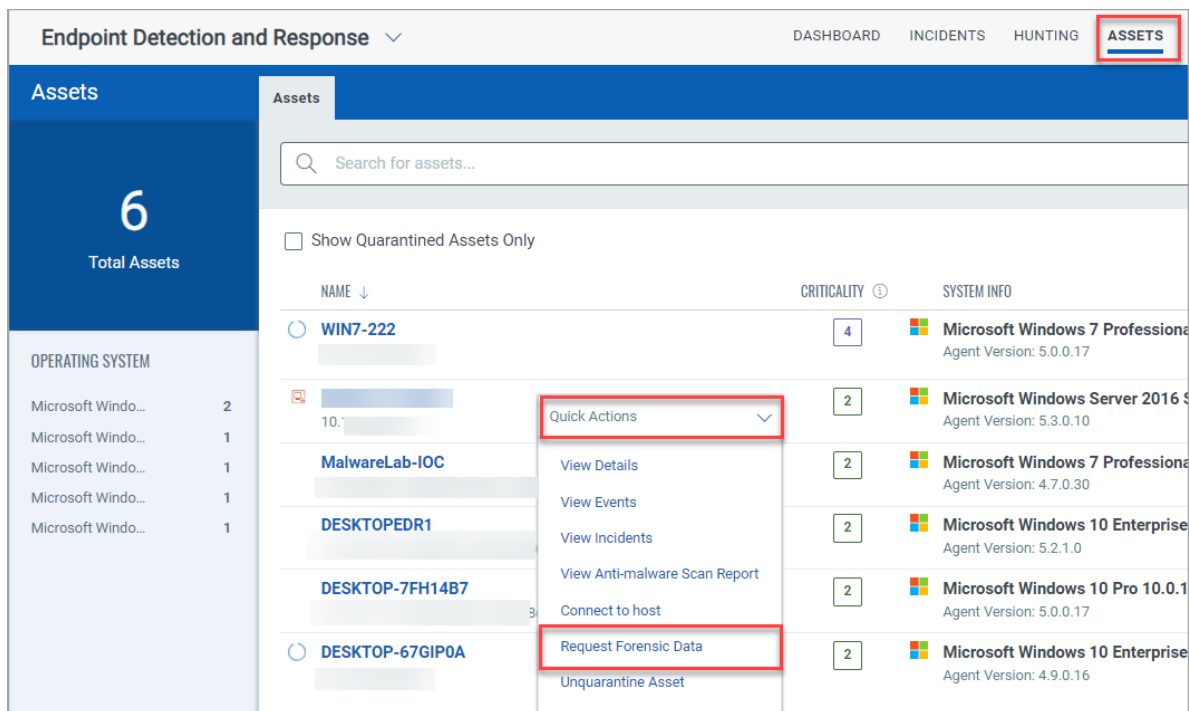 Endpoint Detection and Response
DASHBOARD INCIDENTS HUNTING ASSETS
Assets
Assets
Search for assets...
6
Total Assets
Show Quarantined Assets Only
NAME ↓ CRITICALITY SYSTEM INFO
WIN7-222 4 Microsoft Windows 7 Professiona
Agent Version: 5.0.0.17
OPERATING SYSTEM
Microsoft Windo... 2
Microsoft Windo... 1
Microsoft Windo... 1
Microsoft Windo... 1
Microsoft Windo... 1
2 Microsoft Windows Server 2016 S
10. Agent Version: 5.3.0.10
Quick Actions
View Details
View Events
View Incidents
View Anti-malware Scan Report
Connect to host
Request Forensic Data
Unquarantine Asset
MalwareLab-IOC 2 Microsoft Windows 7 Professiona
Agent Version: 4.7.0.30
DESKTOPEDR1 2 Microsoft Windows 10 Enterprise
Agent Version: 5.2.1.0
DESKTOP-7FH14B7 2 Microsoft Windows 10 Pro 10.0.1
Agent Version: 5.0.0.17
DESKTOP-67GIP0A 2 Microsoft Windows 10 Enterprise
Agent Version: 4.9.0.16